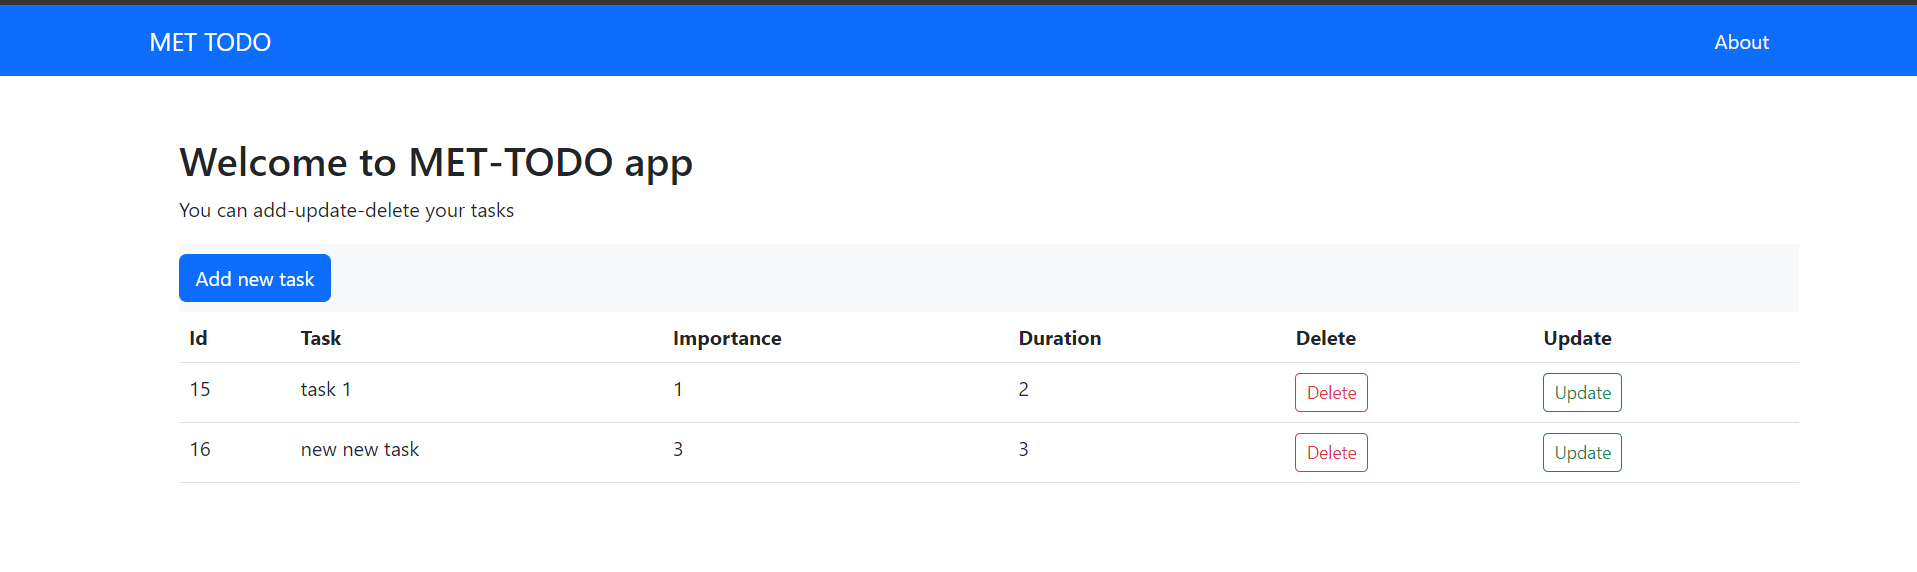 MET TODO About
Welcome to MET-TODO app
You can add-update-delete your tasks
Add new task
Id Task Importance Duration Delete Update
15 task 1 1 2 Delete Update
16 new new task 3 3 Delete Update